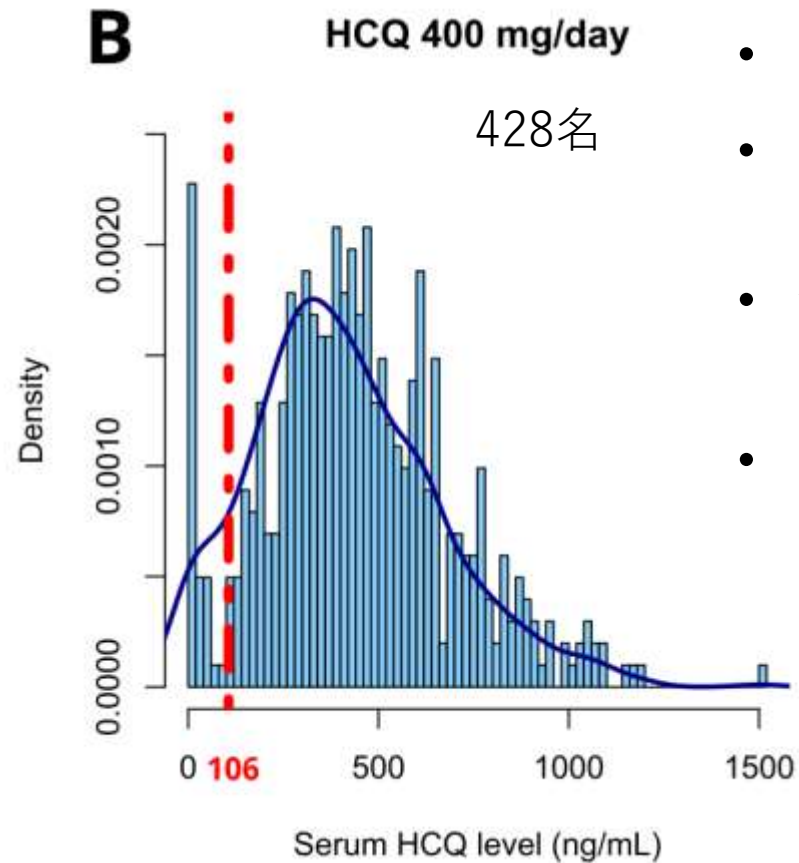 B
HCQ 400 mg/day
•
428名
•
•
•
0.0020
0.0010
0.0000
Density
0 106 500 1000 1500
Serum HCQ level (ng/mL)